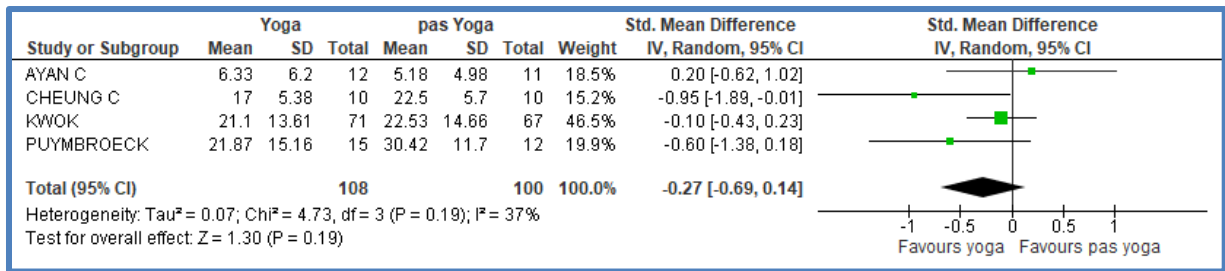 Yoga pas Yoga Std. Mean Difference Std. Mean Difference
Study or Subgroup Mean SD Total Mean SD Total Weight IV, Random, 95% CI IV, Random, 95% CI
AYAN C 6.33 6.2 12 5.18 4.98 11 18.5% 0.20 [-0.62, 1.02]
CHEUNG C 17 5.38 10 22.5 5.7 10 15.2% -0.95 [-1.89, -0.01]
KWOK 21.1 13.61 71 22.53 14.66 67 46.5% -0.10 [-0.43, 0.23]
PUYMBROECK 21.87 15.16 15 30.42 11.7 12 19.9% -0.60 [-1.38, 0.18]
Total (95% CI) 108 100 100.0% -0.27 [-0.69, 0.14]
Heterogeneity: Tau² = 0.07; Chi² = 4.73, df = 3 (P = 0.19); I² = 37%
Test for overall effect: Z = 1.30 (P = 0.19)
-1 -0.5 0 0.5 1
Favours yoga Favours pas yoga